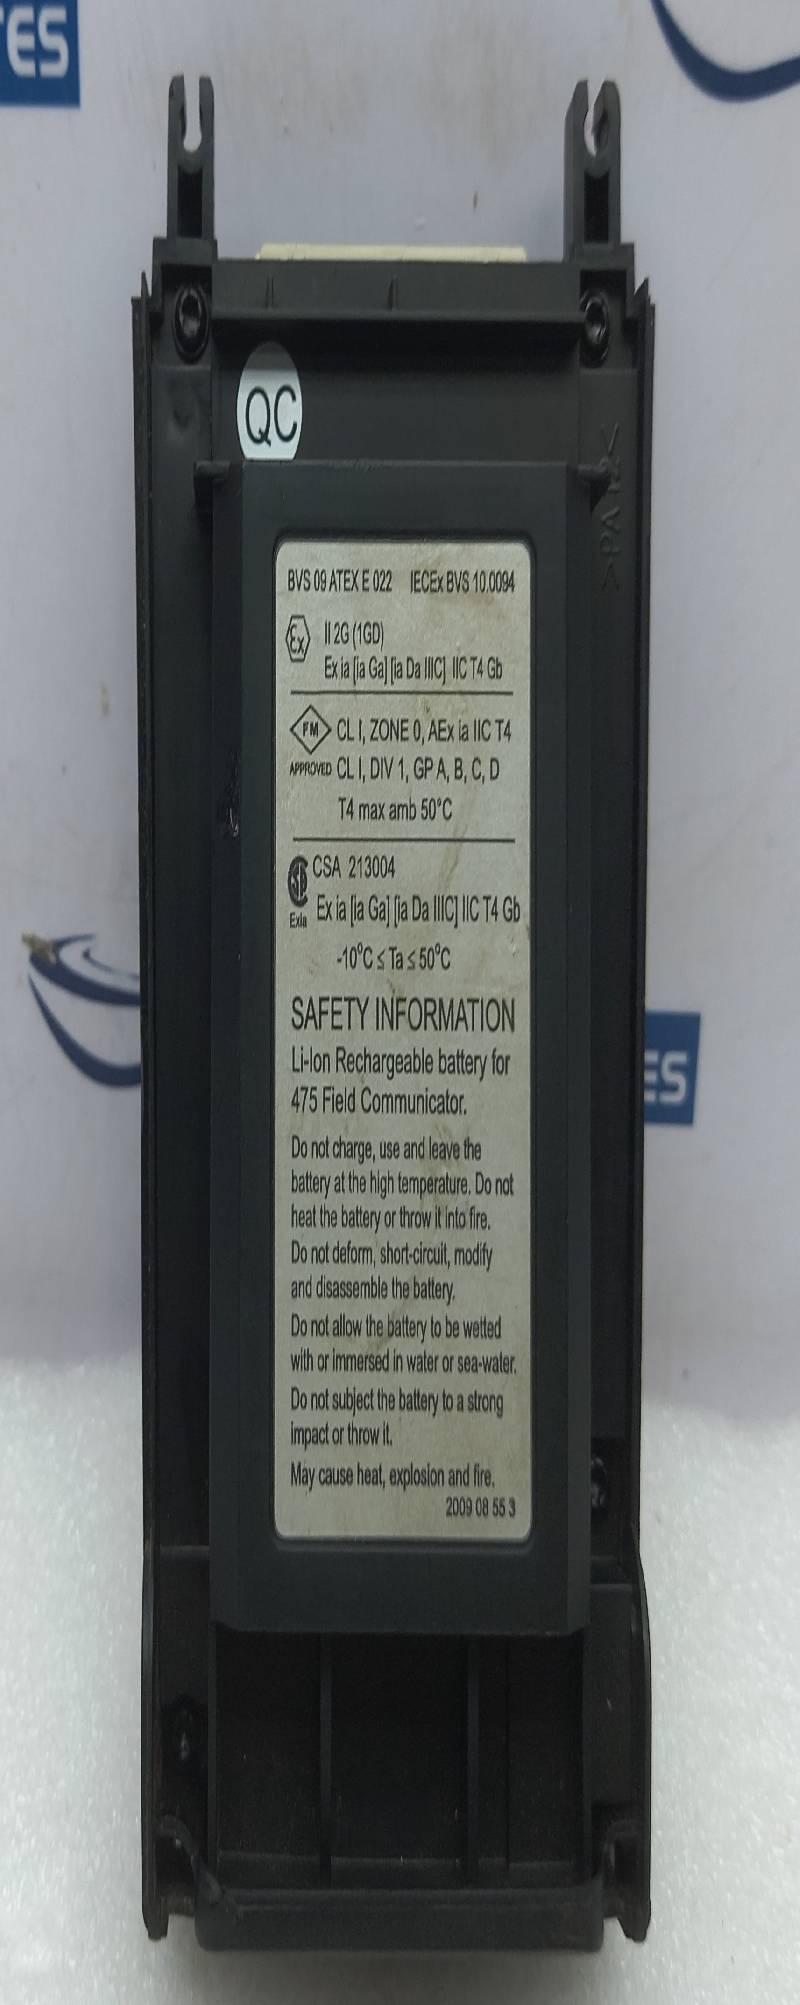 ES
QC
>PA 12<
BVS 09 ATEX E 022 IECEx BVS 10.0094
Ex II 2G (1GD)
Ex ia [ia Ga] [ia Da IIIC] IIC T4 Gb
FM CL I, ZONE 0, AEx ia IIC T4
APPROVED CL I, DIV 1, GP A, B, C, D
T4 max amb 50°C
CSA 213004
Exia Ex ia [ia Ga] [ia Da IIIC] IIC T4 Gb
-10°C ≤ Ta ≤ 50°C
SAFETY INFORMATION
Li-Ion Rechargeable battery for
475 Field Communicator.
Do not charge, use and leave the
battery at the high temperature. Do not
heat the battery or throw it into fire.
Do not deform, short-circuit, modify
and disassemble the battery.
Do not allow the battery to be wetted
with or immersed in water or sea-water.
Do not subject the battery to a strong
impact or throw it.
May cause heat, explosion and fire.
2009 08 55 3
ES